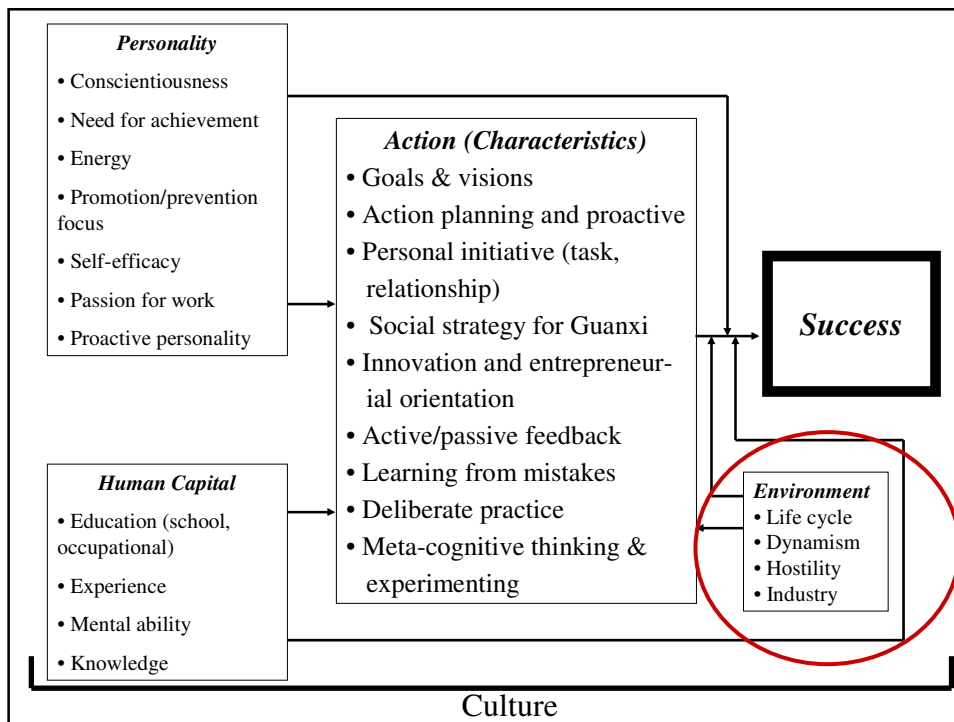 Personality
• Conscientiousness
• Need for achievement
• Energy
• Promotion/prevention
focus
• Self-efficacy
• Passion for work
• Proactive personality
Human Capital
• Education (school,
occupational)
• Experience
• Mental ability
• Knowledge
Action (Characteristics)
• Goals & visions
• Action planning and proactive
• Personal initiative (task,
relationship)
• Social strategy for Guanxi
• Innovation and entrepreneur-
ial orientation
• Active/passive feedback
• Learning from mistakes
• Deliberate practice
• Meta-cognitive thinking &
experimenting
Success
Environment
• Life cycle
• Dynamism
• Hostility
• Industry
Culture